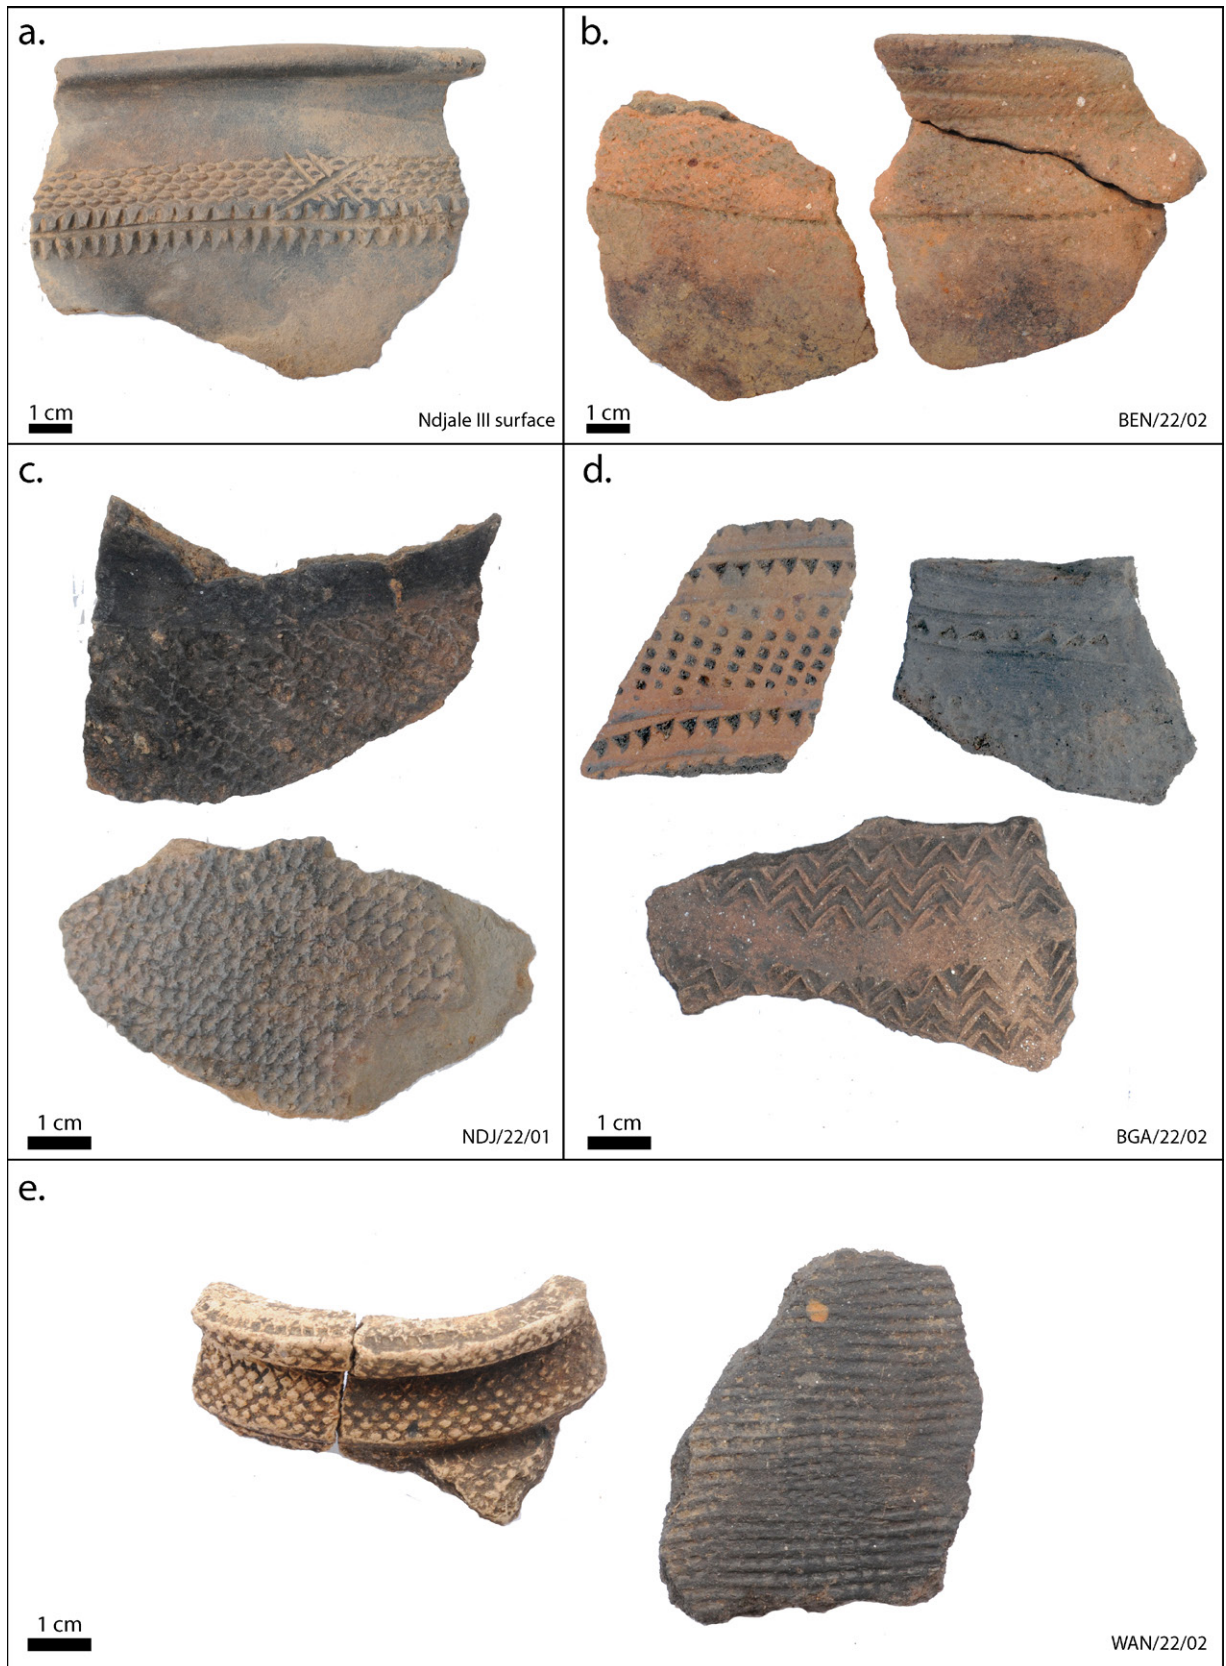 a.
1 cm
Ndjale III surface
b.
1 cm
BEN/22/02
c.
1 cm
NDJ/22/01
d.
1 cm
BGA/22/02
e.
1 cm
WAN/22/02